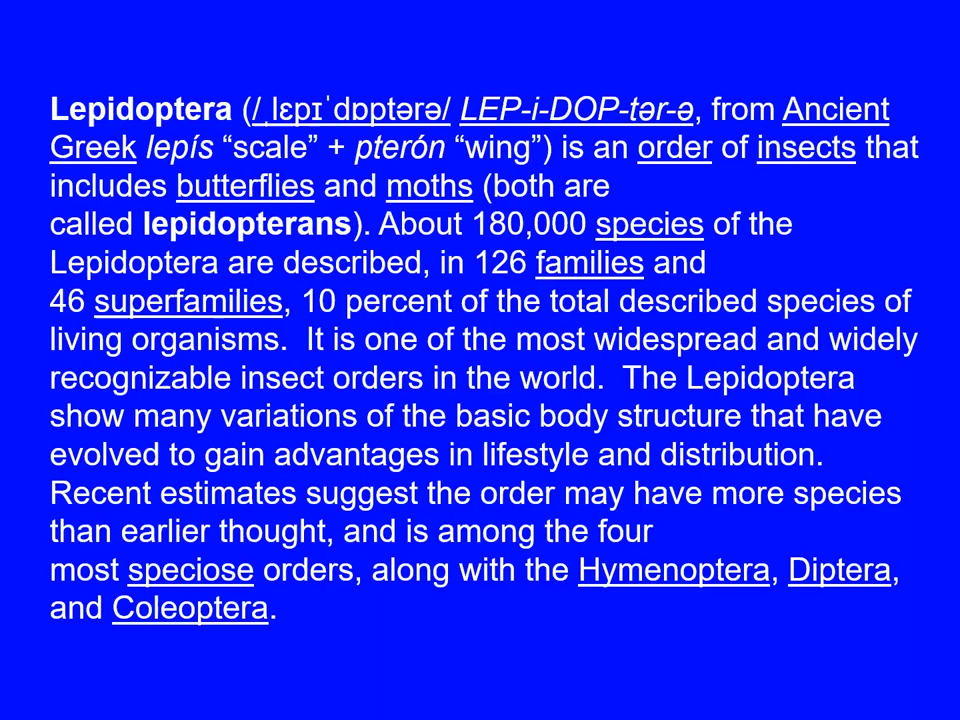 Lepidoptera (/ˌlɛpɪˈdɒptərə/ LEP-i-DOP-tər-ə, from Ancient
Greek lepís “scale” + pterón “wing”) is an order of insects that
includes butterflies and moths (both are
called lepidopterans). About 180,000 species of the
Lepidoptera are described, in 126 families and
46 superfamilies, 10 percent of the total described species of
living organisms.  It is one of the most widespread and widely
recognizable insect orders in the world.  The Lepidoptera
show many variations of the basic body structure that have
evolved to gain advantages in lifestyle and distribution.
Recent estimates suggest the order may have more species
than earlier thought, and is among the four
most speciose orders, along with the Hymenoptera, Diptera,
and Coleoptera.